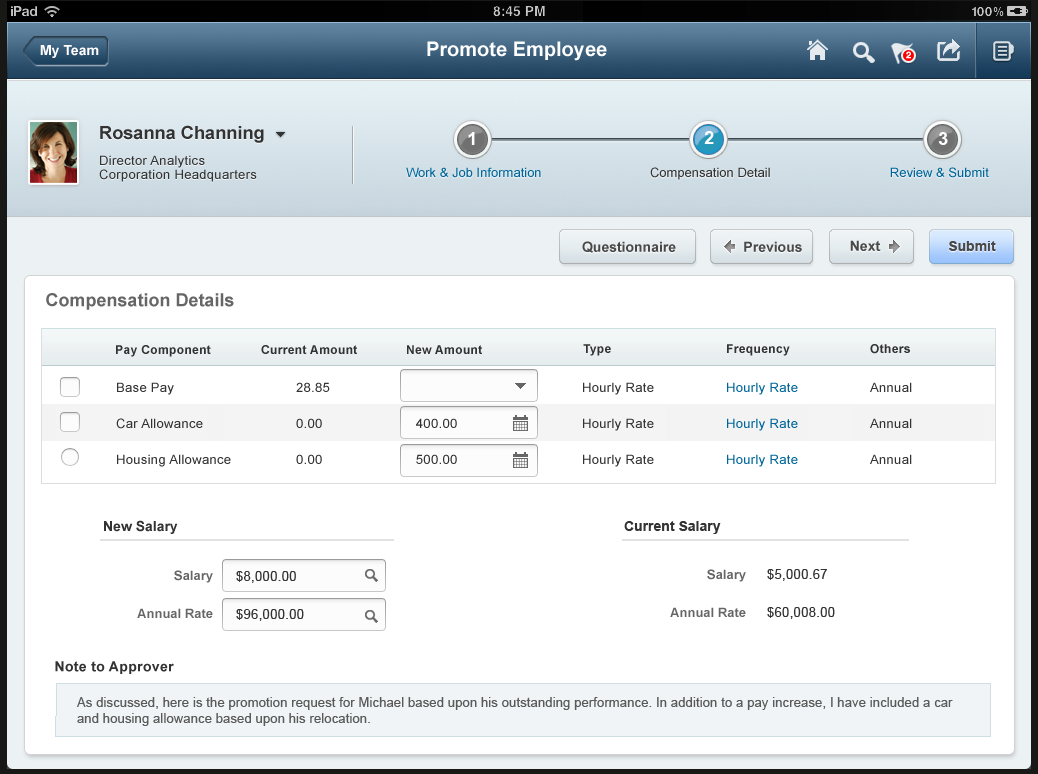 iPad 8:45 PM 100%
My Team Promote Employee 2
Rosanna Channing
Director Analytics
Corporation Headquarters
1 2 3
Work & Job Information Compensation Detail Review & Submit
Questionnaire Previous Next Submit
Compensation Details
Pay Component Current Amount New Amount Type Frequency Others
Base Pay 28.85 Hourly Rate Hourly Rate Annual
Car Allowance 0.00 400.00 Hourly Rate Hourly Rate Annual
Housing Allowance 0.00 500.00 Hourly Rate Hourly Rate Annual
New Salary Current Salary
Salary $8,000.00 Salary $5,000.67
Annual Rate $96,000.00 Annual Rate $60,008.00
Note to Approver
As discussed, here is the promotion request for Michael based upon his outstanding performance. In addition to a pay increase, I have included a car
and housing allowance based upon his relocation.